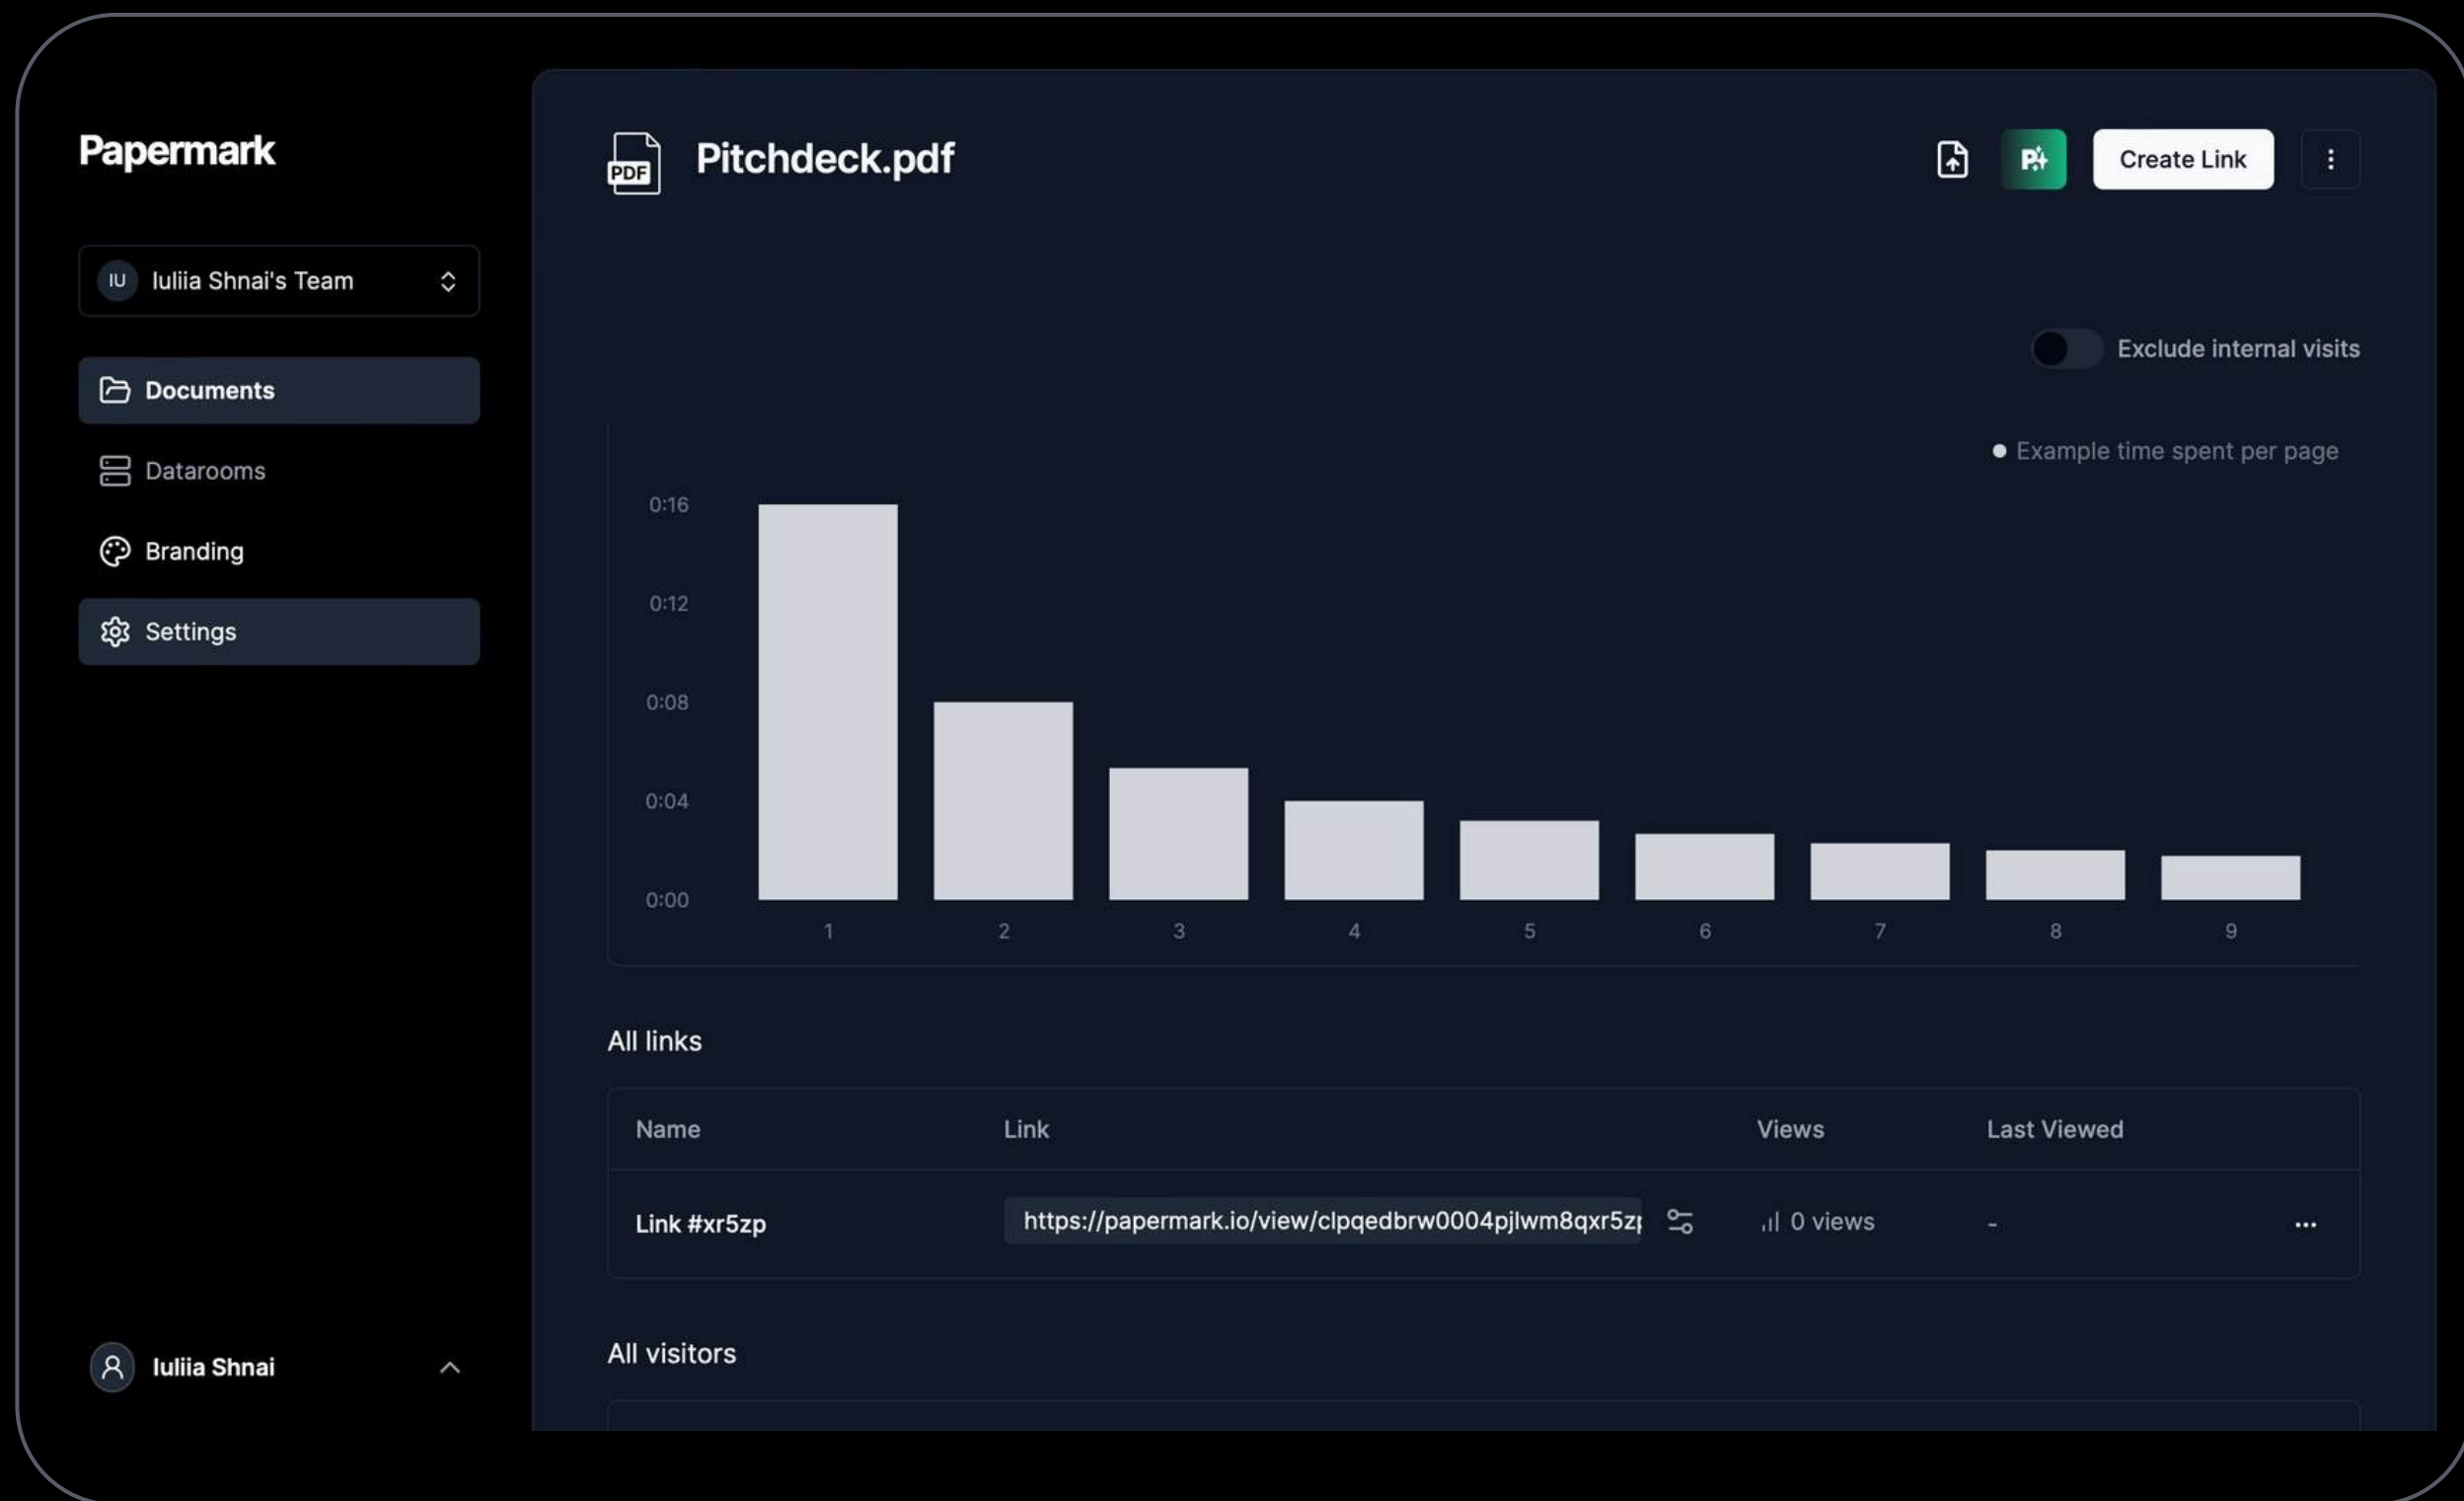 Papermark
IU Iuliia Shnai's Team
Documents
Datarooms
Branding
Settings
Iuliia Shnai
PDF Pitchdeck.pdf
Create Link
Exclude internal visits
Example time spent per page
0:16
0:12
0:08
0:04
0:00
1 2 3 4 5 6 7 8 9
All links
Name Link Views Last Viewed
Link #xr5zp https://papermark.io/view/clpqedbrw0004pjlwm8qxr5zp 0 views -
All visitors